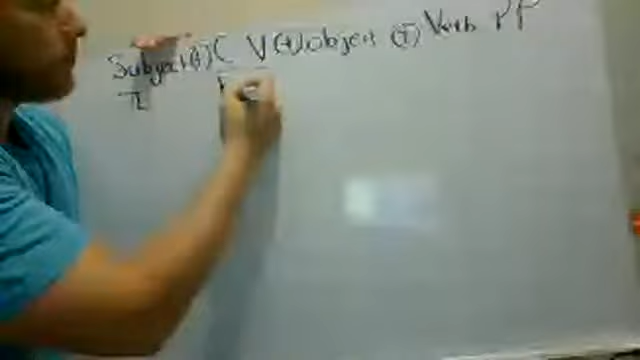 Subject (+) ( V (+) object (+) Verb PP
I